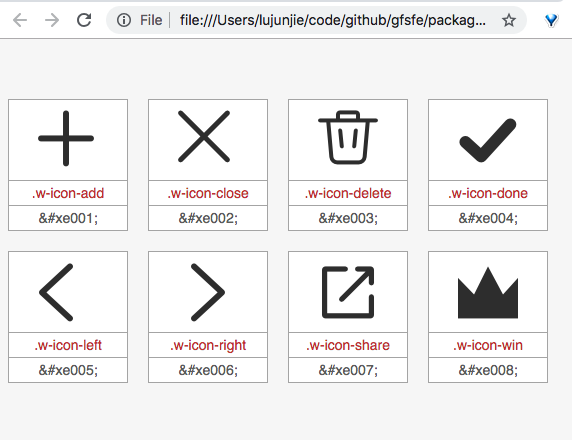 File file:///Users/lujunjie/code/github/gfsfe/packag...
.w-icon-add .w-icon-close .w-icon-delete .w-icon-done
&#xe001; &#xe002; &#xe003; &#xe004;
.w-icon-left .w-icon-right .w-icon-share .w-icon-win
&#xe005; &#xe006; &#xe007; &#xe008;